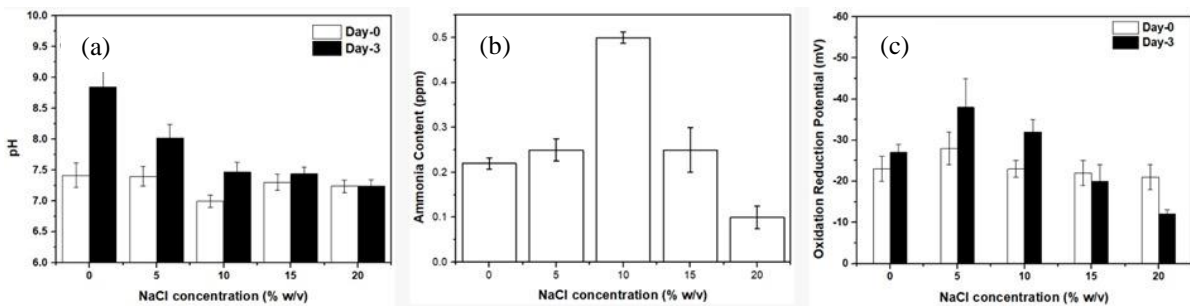 (a)
Day-0
Day-3
pH
10.0
9.5
9.0
8.5
8.0
7.5
7.0
6.5
6.0
0 5 10 15 20
NaCl concentration (% w/v)
(b)
Ammonia Content (ppm)
0.5
0.4
0.3
0.2
0.1
0.0
0 5 10 15 20
NaCl concentration (% w/v)
(c)
Day-0
Day-3
Oxidation Reduction Potential (mV)
-60
-50
-40
-30
-20
-10
-0
0 5 10 15 20
NaCl concentration (% w/v)